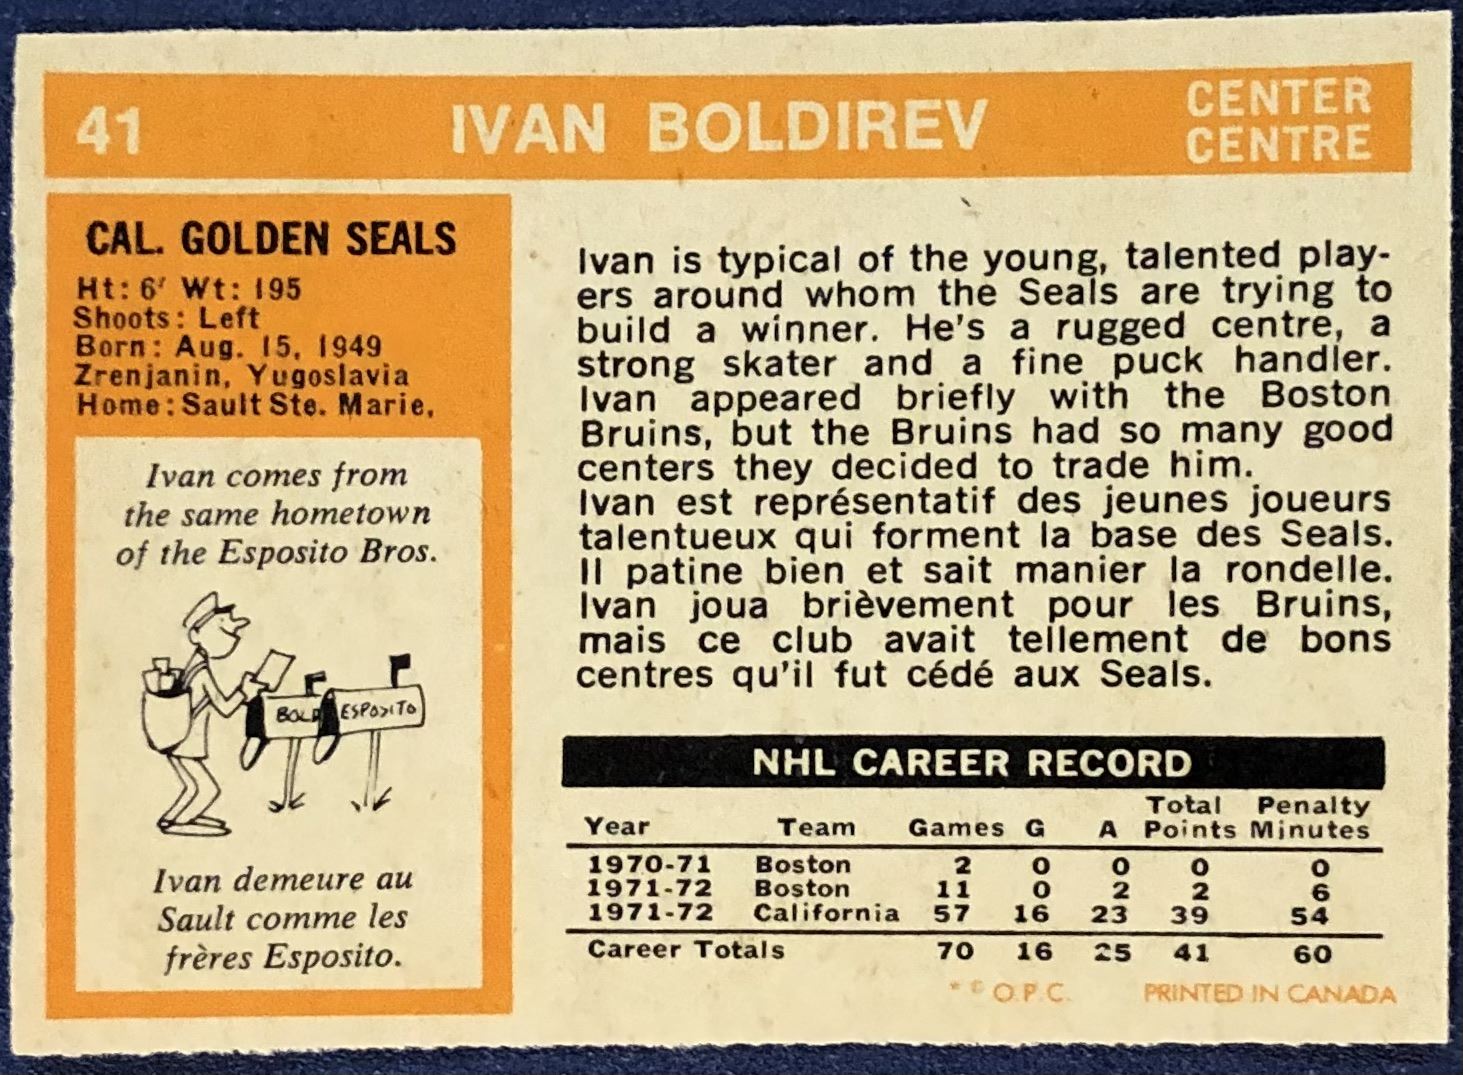 41
IVAN BOLDIREV
CENTER
CENTRE
CAL. GOLDEN SEALS
Ht: 6' Wt: 195
Shoots: Left
Born: Aug. 15, 1949
Zrenjanin, Yugoslavia
Home: Sault Ste. Marie,
Ivan comes from
the same hometown
of the Esposito Bros.
BOLD
ESPOSITO
Ivan demeure au
Sault comme les
frères Esposito.
Ivan is typical of the young, talented play-
ers around whom the Seals are trying to
build a winner. He's a rugged centre, a
strong skater and a fine puck handler.
Ivan appeared briefly with the Boston
Bruins, but the Bruins had so many good
centers they decided to trade him.
Ivan est représentatif des jeunes joueurs
talentueux qui forment la base des Seals.
Il patine bien et sait manier la rondelle.
Ivan joua brièvement pour les Bruins,
mais ce club avait tellement de bons
centres qu'il fut cédé aux Seals.
NHL CAREER RECORD
Year Team Games G A Total Points Penalty Minutes
1970-71 Boston 2 0 0 0 0
1971-72 Boston 11 0 2 2 6
1971-72 California 57 16 23 39 54
Career Totals 70 16 25 41 60
* © O.P.C. PRINTED IN CANADA